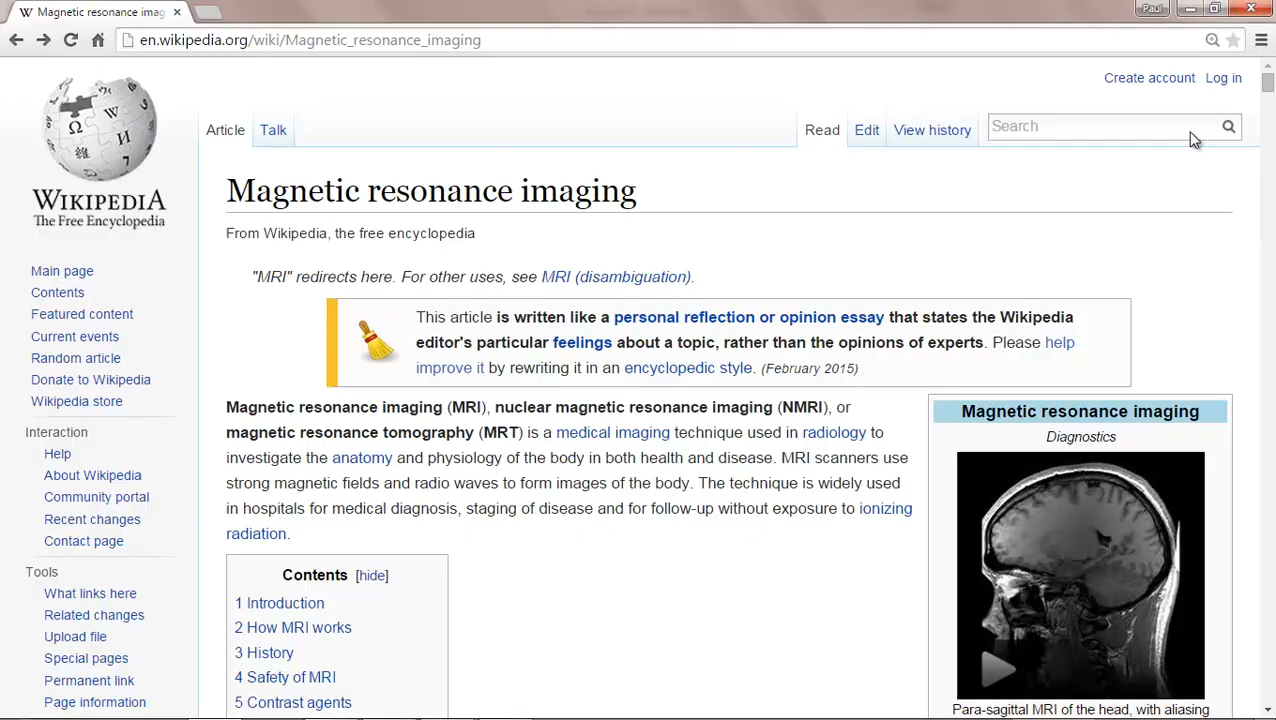 Magnetic resonance imag
Paul
en.wikipedia.org/wiki/Magnetic_resonance_imaging
Create account Log in
Article Talk Read Edit View history Search
WIKIPEDIA
The Free Encyclopedia
Main page
Contents
Featured content
Current events
Random article
Donate to Wikipedia
Wikipedia store
Interaction
Help
About Wikipedia
Community portal
Recent changes
Contact page
Tools
What links here
Related changes
Upload file
Special pages
Permanent link
Page information
Magnetic resonance imaging
From Wikipedia, the free encyclopedia
"MRI" redirects here. For other uses, see MRI (disambiguation).
This article is written like a personal reflection or opinion essay that states the Wikipedia
editor's particular feelings about a topic, rather than the opinions of experts. Please help
improve it by rewriting it in an encyclopedic style. (February 2015)
Magnetic resonance imaging (MRI), nuclear magnetic resonance imaging (NMRI), or
magnetic resonance tomography (MRT) is a medical imaging technique used in radiology to
investigate the anatomy and physiology of the body in both health and disease. MRI scanners use
strong magnetic fields and radio waves to form images of the body. The technique is widely used
in hospitals for medical diagnosis, staging of disease and for follow-up without exposure to ionizing
radiation.
Contents [hide]
1 Introduction
2 How MRI works
3 History
4 Safety of MRI
5 Contrast agents
Magnetic resonance imaging
Diagnostics
Para-sagittal MRI of the head, with aliasing